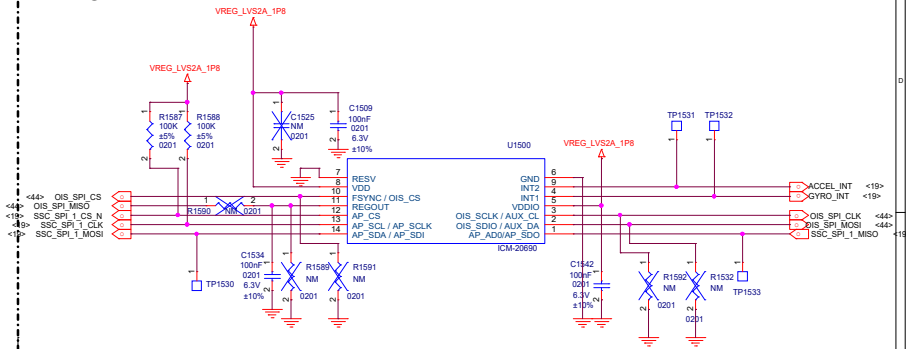 VREG_LVS2A_1P8
VREG_LVS2A_1P8
R1587
100K
±5%
0201
R1588
100K
±5%
0201
C1525
NM
0201
C1509
100nF
0201
6.3V
±10%
U1500
VREG_LVS2A_1P8
TP1531
TP1532
7 RESV
8 VDD
10 FSYNC / OIS_CS
11 REGOUT
12 AP_CS
13 AP_SCL / AP_SCLK
14 AP_SDA / AP_SDI
GND 6
INT2 9
INT1 4
VDDIO 5
OIS_SCLK / AUX_CL 3
OIS_SDIO / AUX_DA 2
AP_AD0/AP_SDO 1
ICM-20690
<44> OIS_SPI_CS
<44> OIS_SPI_MISO
<19> SSC_SPI_1_CS_N
<19> SSC_SPI_1_CLK
SSC_SPI_1_MOSI
1 2
R1590 NM 0201
ACCEL_INT <19>
GYRO_INT <19>
OIS_SPI_CLK <44>
OIS_SPI_MOSI <44>
SSC_SPI_1_MISO <19
TP1530
C1534
100nF
0201
6.3V
±10%
R1589
NM
0201
R1591
NM
0201
C1542
100nF
0201
6.3V
±10%
R1592
NM
0201
R1532
NM
0201
TP1533
D